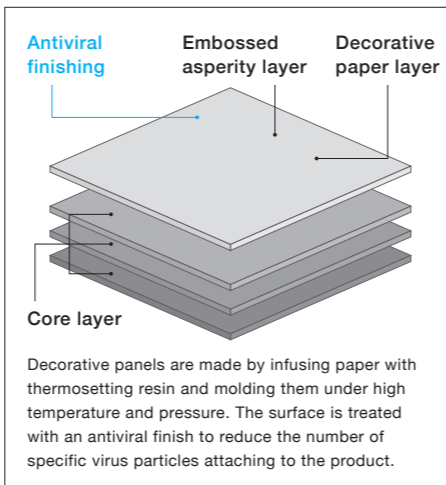 Antiviral
finishing
Embossed
asperity layer
Decorative
paper layer
Core layer
Decorative panels are made by infusing paper with
thermosetting resin and molding them under high
temperature and pressure. The surface is treated
with an antiviral finish to reduce the number of
specific virus particles attaching to the product.